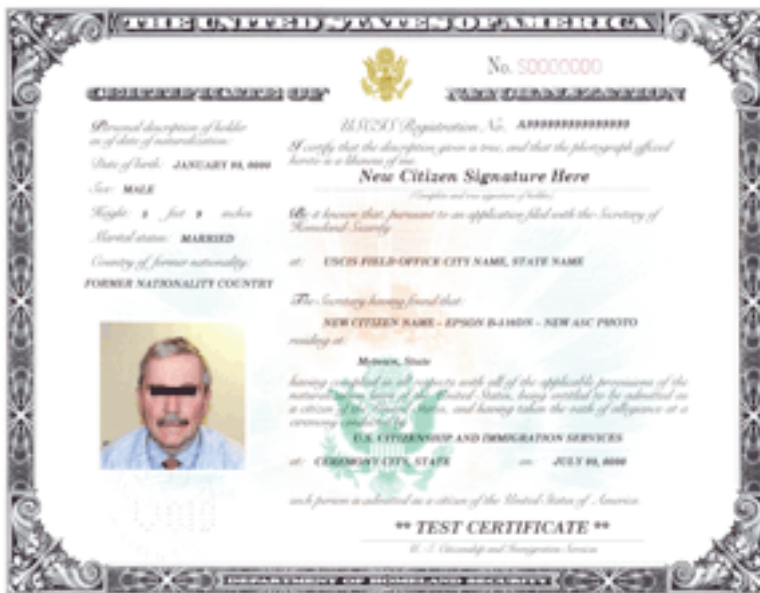 THE UNITED STATES OF AMERICA
No. S0000000
CERTIFICATE OF NATURALIZATION
Personal description of holder
as of date of naturalization:
Date of birth: JANUARY 00, 0000
Sex: MALE
Height: 5 feet 9 inches
Marital status: MARRIED
Country of former nationality:
FORMER NATIONALITY COUNTRY
USCIS Registration No.
I certify that the description given is true, and that the photograph affixed
hereto is a likeness of me.
New Citizen Signature Here
(Complete and true signature of holder)
Be it known that, pursuant to an application filed with the Secretary of
Homeland Security
at: USCIS FIELD OFFICE CITY NAME, STATE NAME
The Secretary having found that:
NEW CITIZEN NAME – EPSON – NEW ASC PHOTO
residing at:
Mytown, State
having complied in all respects with all of the applicable provisions of the
naturalization laws of the United States, being entitled to be admitted as
a citizen of the United States, and having taken the oath of allegiance at a
ceremony conducted by
U.S. CITIZENSHIP AND IMMIGRATION SERVICES
at: CEREMONY CITY, STATE on: JULY 00, 0000
such person is admitted as a citizen of the United States of America.
** TEST CERTIFICATE **
U. S. Citizenship and Immigration Services
DEPARTMENT OF HOMELAND SECURITY